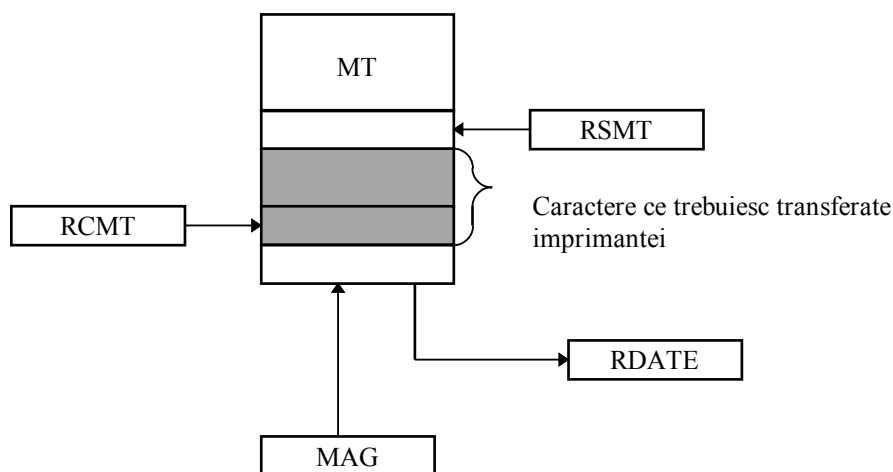 MT
RSMT
RCMT
Caractere ce trebuiesc transferate
imprimantei
RDATE
MAG